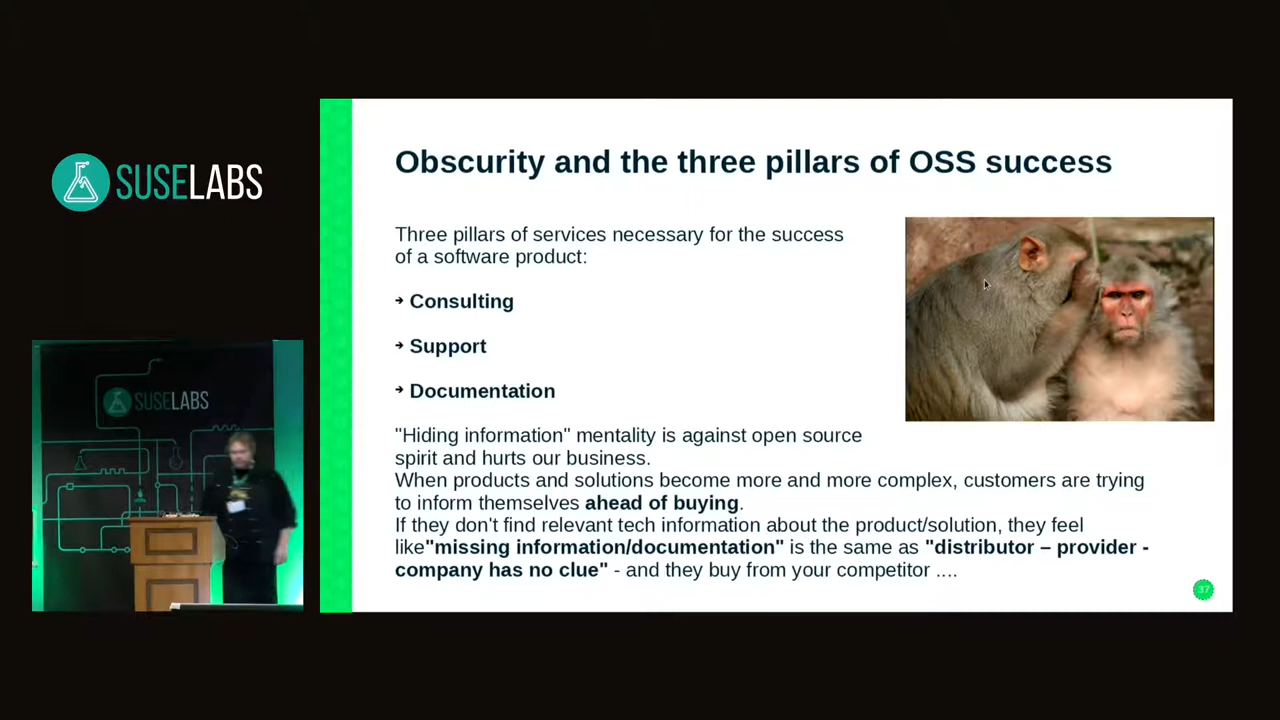 SUSELABS
SUSELABS
Obscurity and the three pillars of OSS success
Three pillars of services necessary for the success
of a software product:
➔ Consulting
➔ Support
➔ Documentation
"Hiding information" mentality is against open source
spirit and hurts our business.
When products and solutions become more and more complex, customers are trying
to inform themselves ahead of buying.
If they don't find relevant tech information about the product/solution, they feel
like"missing information/documentation" is the same as "distributor – provider -
company has no clue" - and they buy from your competitor ....
37